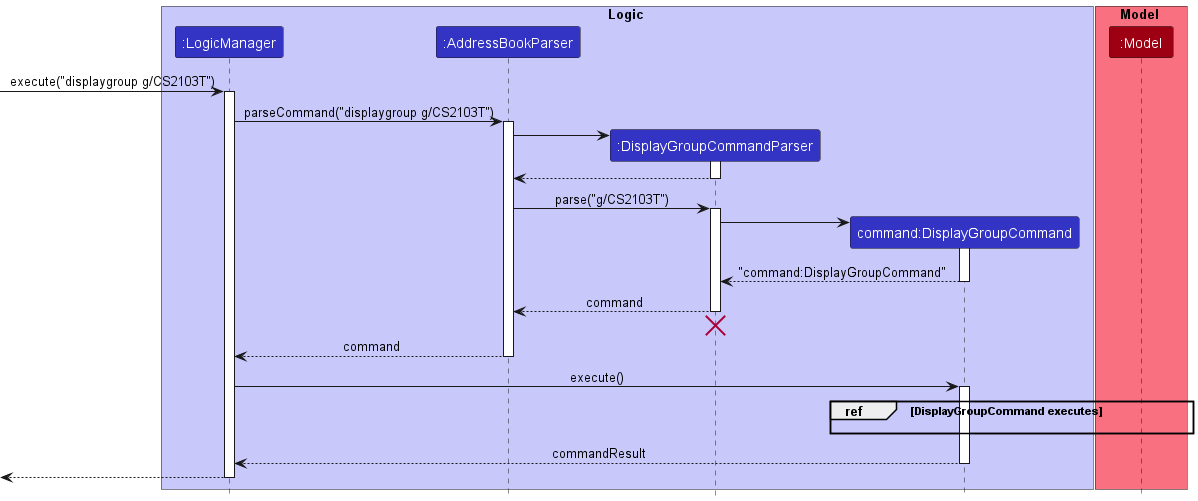 Logic
Model
:LogicManager
:AddressBookParser
:Model
execute("displaygroup g/CS2103T")
parseCommand("displaygroup g/CS2103T")
:DisplayGroupCommandParser
parse("g/CS2103T")
command:DisplayGroupCommand
"command:DisplayGroupCommand"
command
command
execute()
ref [DisplayGroupCommand executes]
commandResult